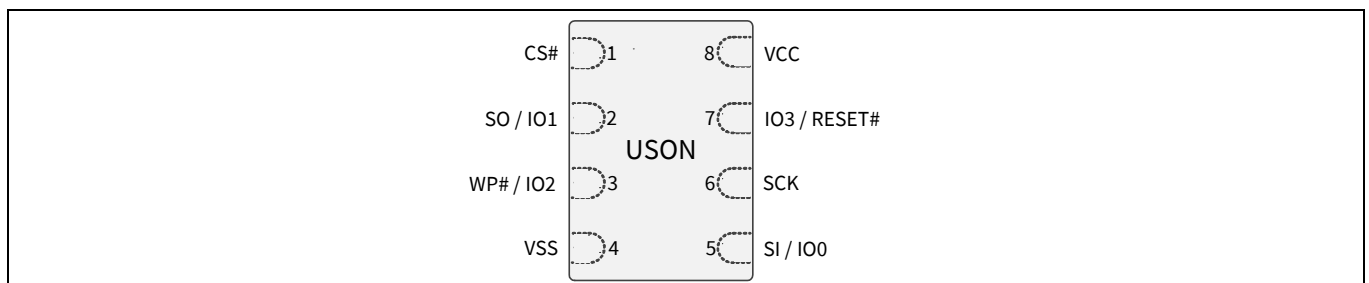 CS# 1 8 VCC
SO / IO1 2 7 IO3 / RESET#
USON
WP# / IO2 3 6 SCK
VSS 4 5 SI / IO0